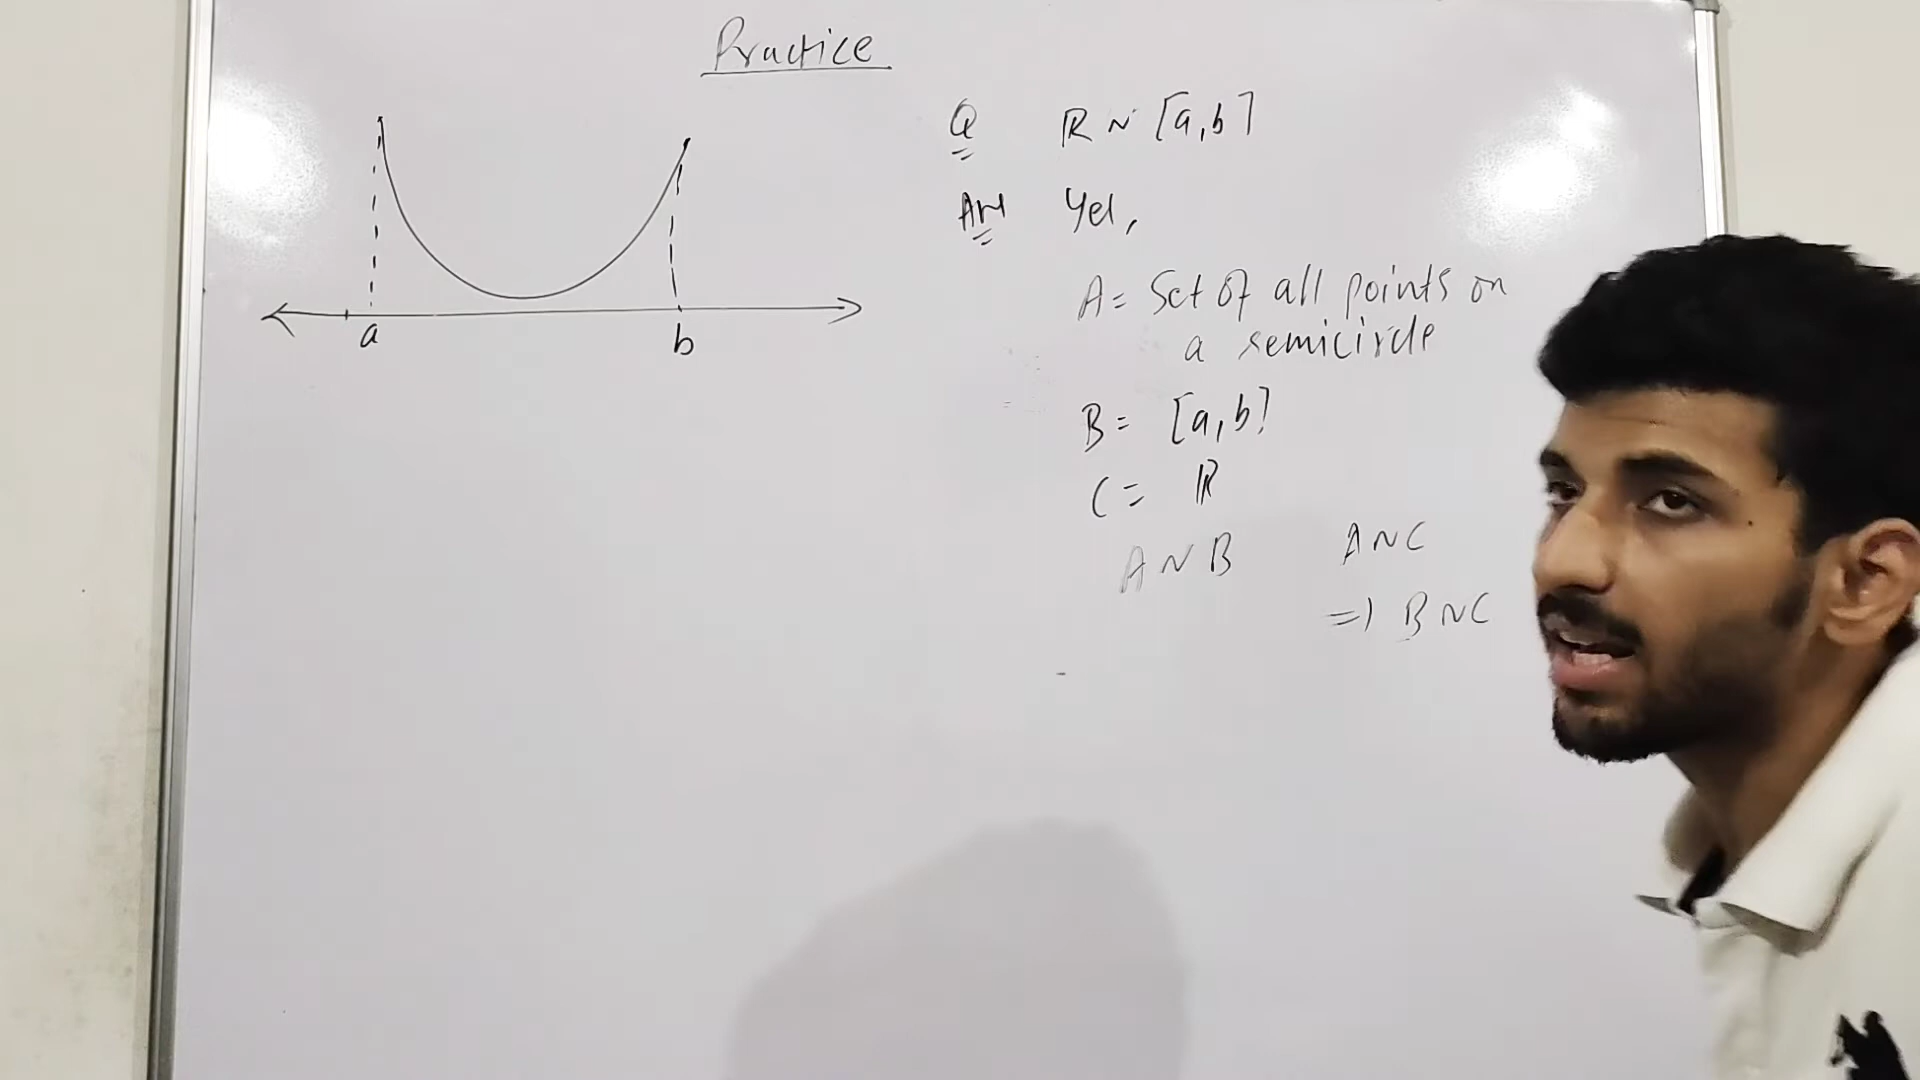 Practice
a b
Q R ~ [a,b]
Ans Yes,
A = Set of all points on
a semicircle
B = [a,b]
C = R
A ~ B A ~ C
=) B ~ C